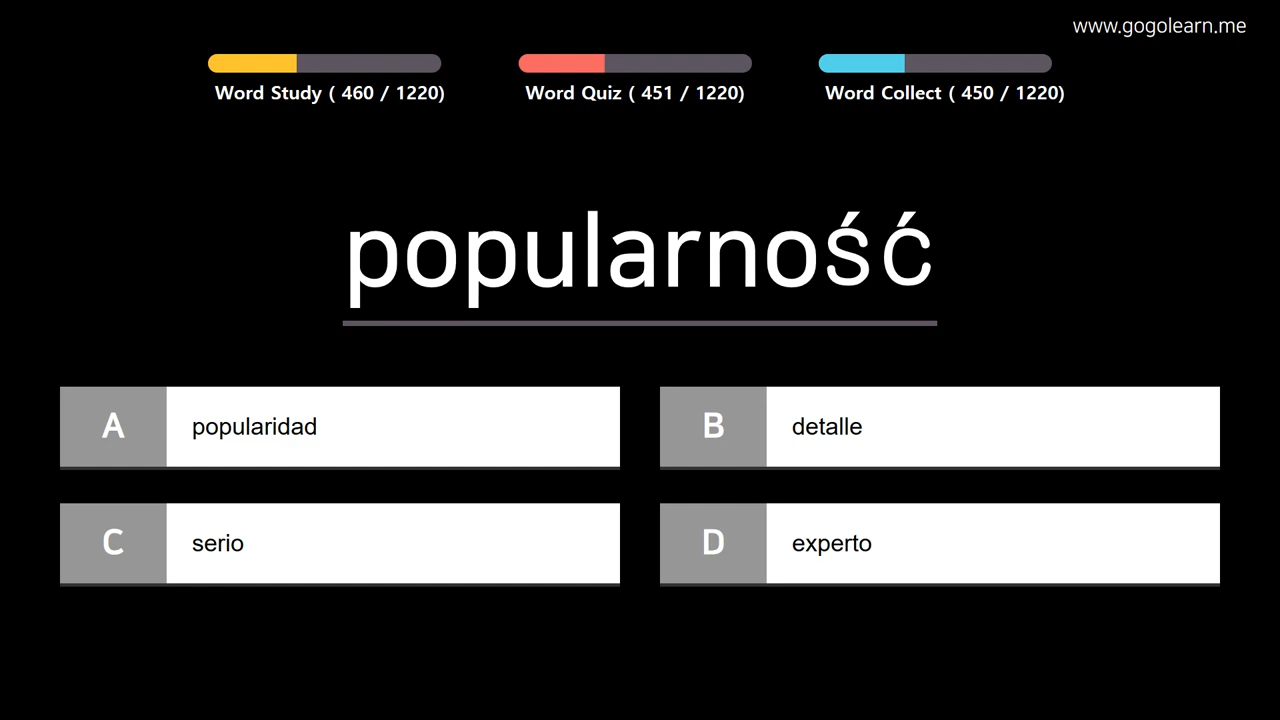 www.gogolearn.me
Word Study ( 460 / 1220)
Word Quiz ( 451 / 1220)
Word Collect ( 450 / 1220)
popularność
A popularidad
B detalle
C serio
D experto